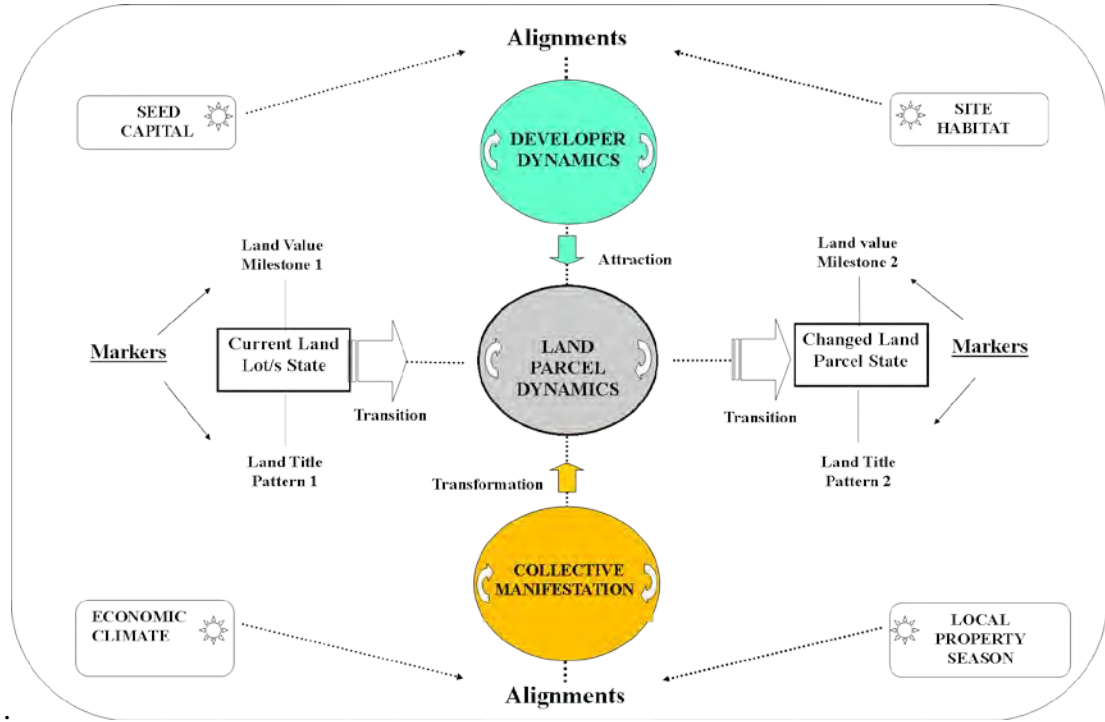 Alignments
SEED
CAPITAL
SITE
HABITAT
DEVELOPER
DYNAMICS
Land Value
Milestone 1
Attraction
Land value
Milestone 2
Markers
Current Land
Lot/s State
LAND
PARCEL
DYNAMICS
Changed Land
Parcel State
Markers
Transition
Transition
Land Title
Pattern 1
Transformation
Land Title
Pattern 2
COLLECTIVE
MANIFESTATION
ECONOMIC
CLIMATE
LOCAL
PROPERTY
SEASON
Alignments
.